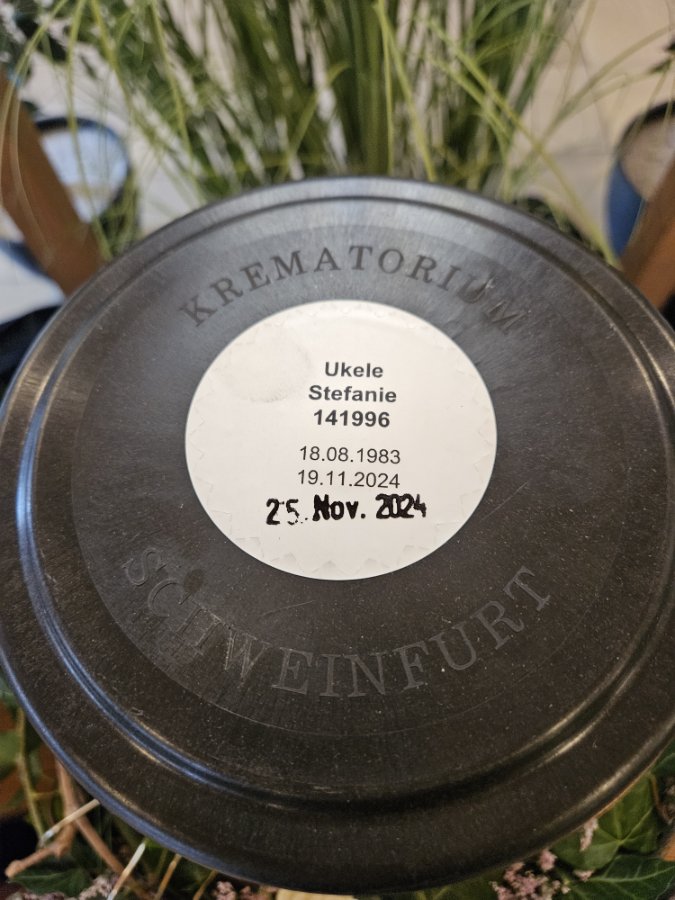 KREMATORIUM
Ukele
Stefanie
141996
18.08.1983
19.11.2024
25. Nov. 2024
SCHWEINFURT